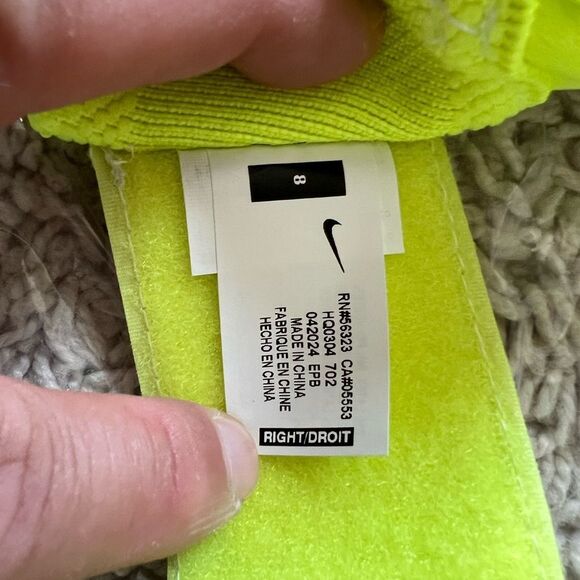 8
RN#56323 CA#05553
HQ0304 702
042024 EPB
MADE IN CHINA
FABRIQUE EN CHINE
HECHO EN CHINA
RIGHT/DROIT